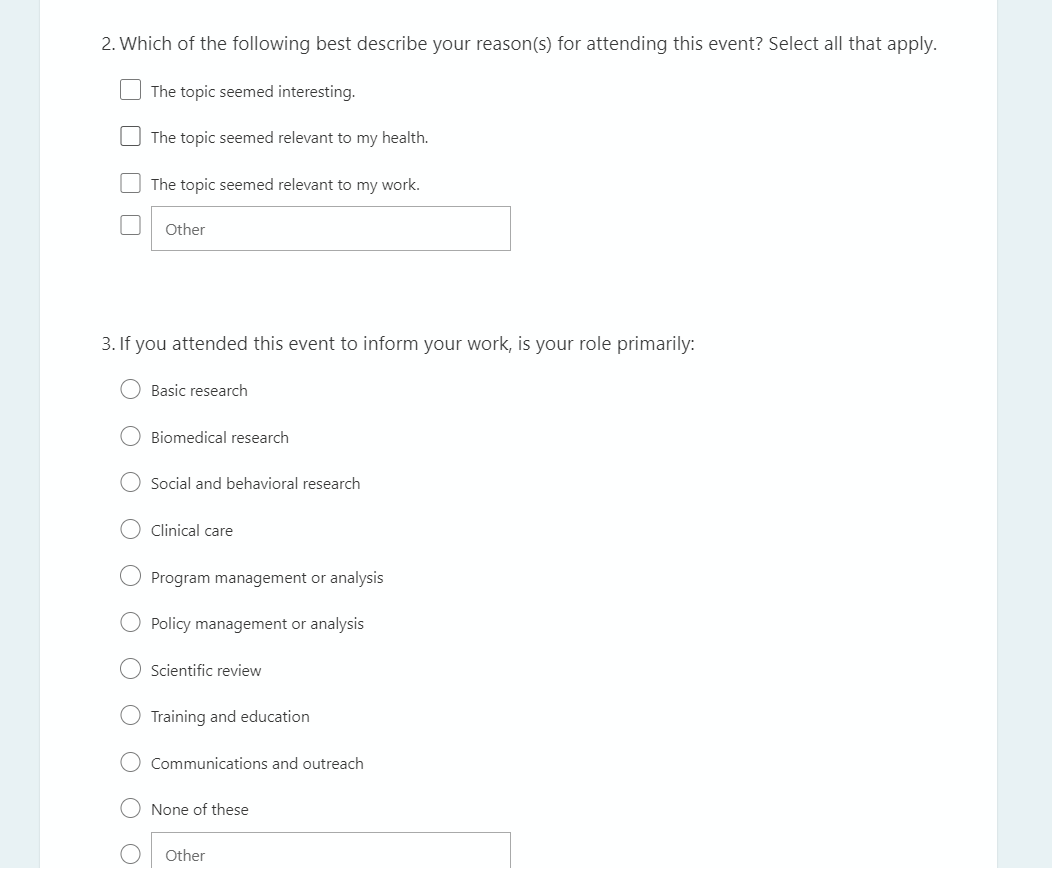 2. Which of the following best describe your reason(s) for attending this event? Select all that apply.
The topic seemed interesting.
The topic seemed relevant to my health.
The topic seemed relevant to my work.
Other
3. If you attended this event to inform your work, is your role primarily:
Basic research
Biomedical research
Social and behavioral research
Clinical care
Program management or analysis
Policy management or analysis
Scientific review
Training and education
Communications and outreach
None of these
Other